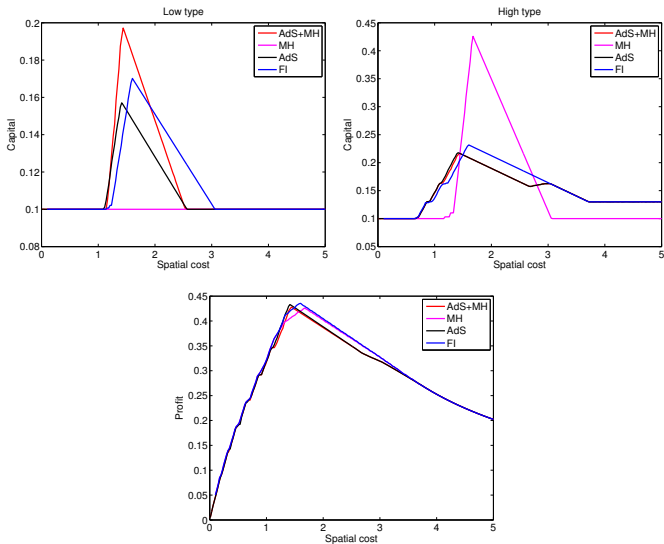 Low type
0.2
0.18
0.16
0.14
0.12
0.1
0.08
Capital
0 1 2 3 4 5
Spatial cost
AdS+MH
MH
AdS
FI
High type
0.45
0.4
0.35
0.3
0.25
0.2
0.15
0.1
0.05
Capital
0 1 2 3 4 5
Spatial cost
AdS+MH
MH
AdS
FI
0.45
0.4
0.35
0.3
0.25
0.2
0.15
0.1
0.05
0
Profit
0 1 2 3 4 5
Spatial cost
AdS+MH
MH
AdS
FI